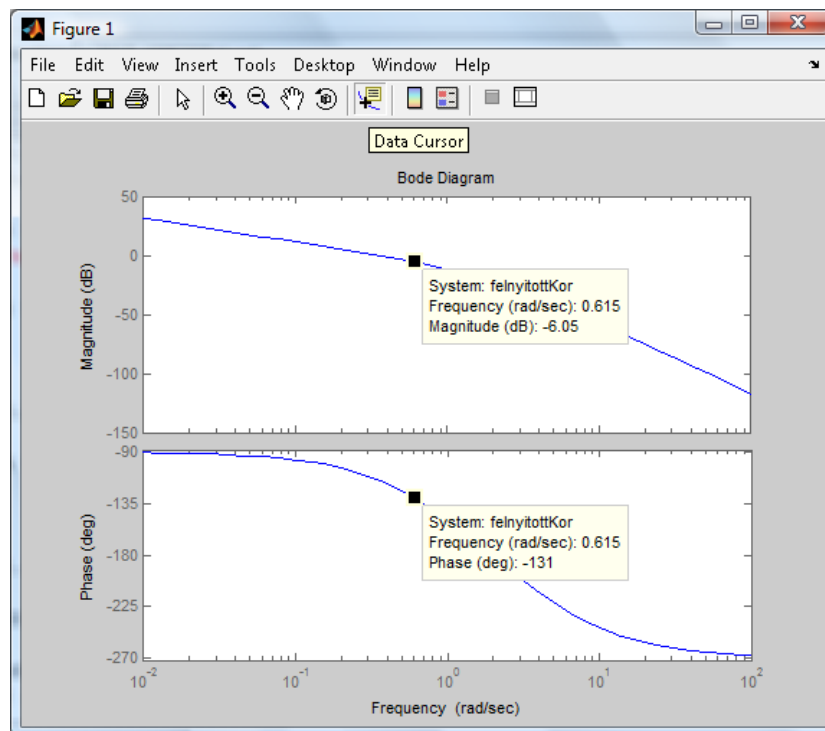 Figure 1
File Edit View Insert Tools Desktop Window Help
Data Cursor
Bode Diagram
Magnitude (dB)
50
0
-50
-100
-150
System: felnyitottKor
Frequency (rad/sec): 0.615
Magnitude (dB): -6.05
Phase (deg)
-90
-135
-180
-225
-270
System: felnyitottKor
Frequency (rad/sec): 0.615
Phase (deg): -131
10^-2 10^-1 10^0 10^1 10^2
Frequency (rad/sec)